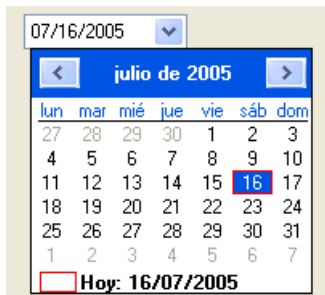 07/16/2005
julio de 2005
lun mar mié jue vie sáb dom
27 28 29 30 1 2 3
4 5 6 7 8 9 10
11 12 13 14 15 16 17
18 19 20 21 22 23 24
25 26 27 28 29 30 31
1 2 3 4 5 6 7
Hoy: 16/07/2005